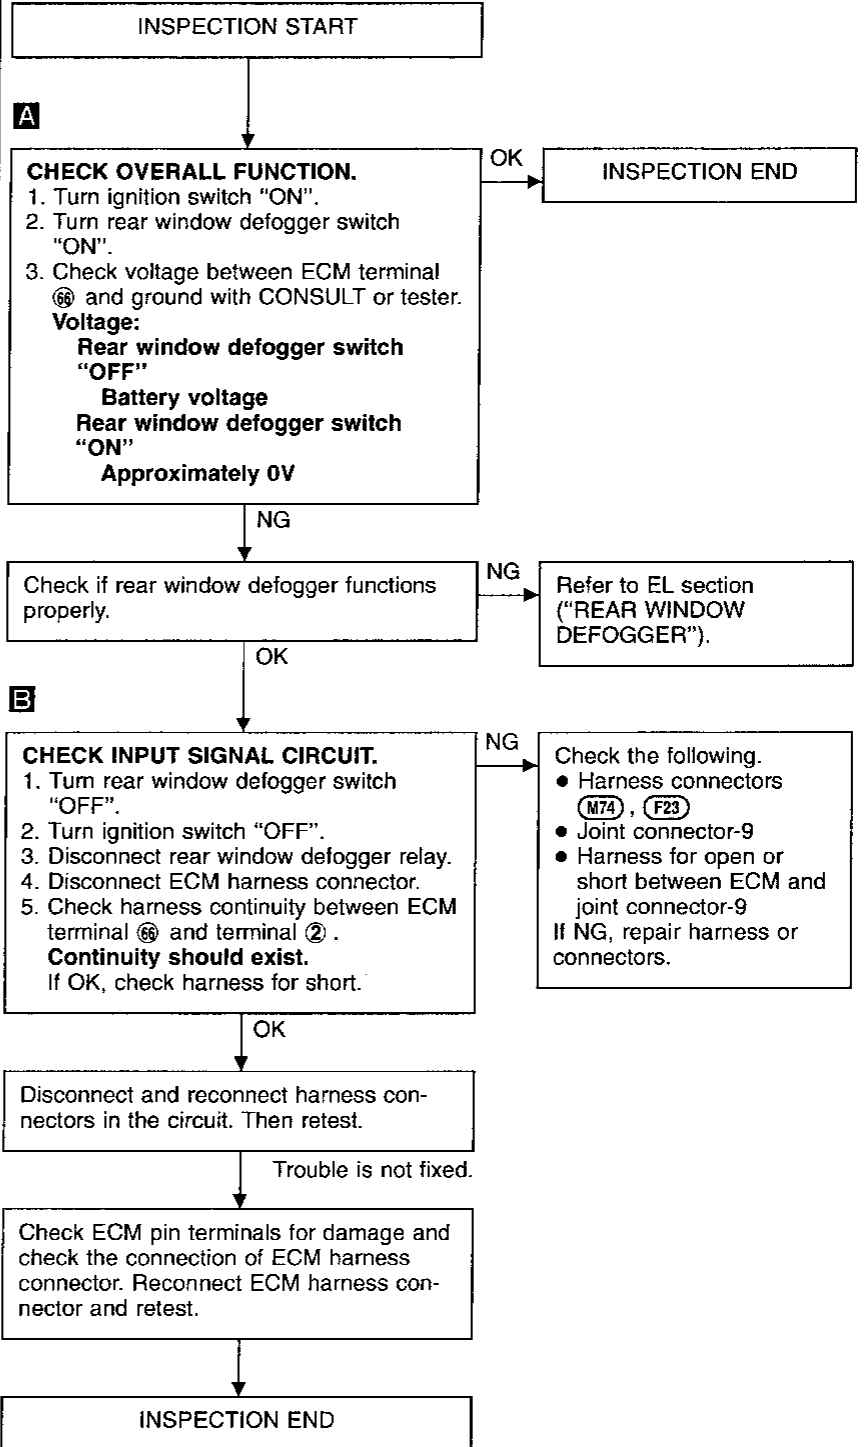 INSPECTION START
A
CHECK OVERALL FUNCTION.
1. Turn ignition switch “ON”.
2. Turn rear window defogger switch
“ON”.
3. Check voltage between ECM terminal
66 and ground with CONSULT or tester.
Voltage:
Rear window defogger switch
“OFF”
Battery voltage
Rear window defogger switch
“ON”
Approximately 0V
OK
INSPECTION END
NG
Check if rear window defogger functions
properly.
NG
Refer to EL section
(“REAR WINDOW
DEFOGGER”).
OK
B
CHECK INPUT SIGNAL CIRCUIT.
1. Turn rear window defogger switch
“OFF”.
2. Turn ignition switch “OFF”.
3. Disconnect rear window defogger relay.
4. Disconnect ECM harness connector.
5. Check harness continuity between ECM
terminal 66 and terminal ② .
Continuity should exist.
If OK, check harness for short.
NG
Check the following.
● Harness connectors
M74 , F23
● Joint connector-9
● Harness for open or
short between ECM and
joint connector-9
If NG, repair harness or
connectors.
OK
Disconnect and reconnect harness con-
nectors in the circuit. Then retest.
Trouble is not fixed.
Check ECM pin terminals for damage and
check the connection of ECM harness
connector. Reconnect ECM harness con-
nector and retest.
INSPECTION END